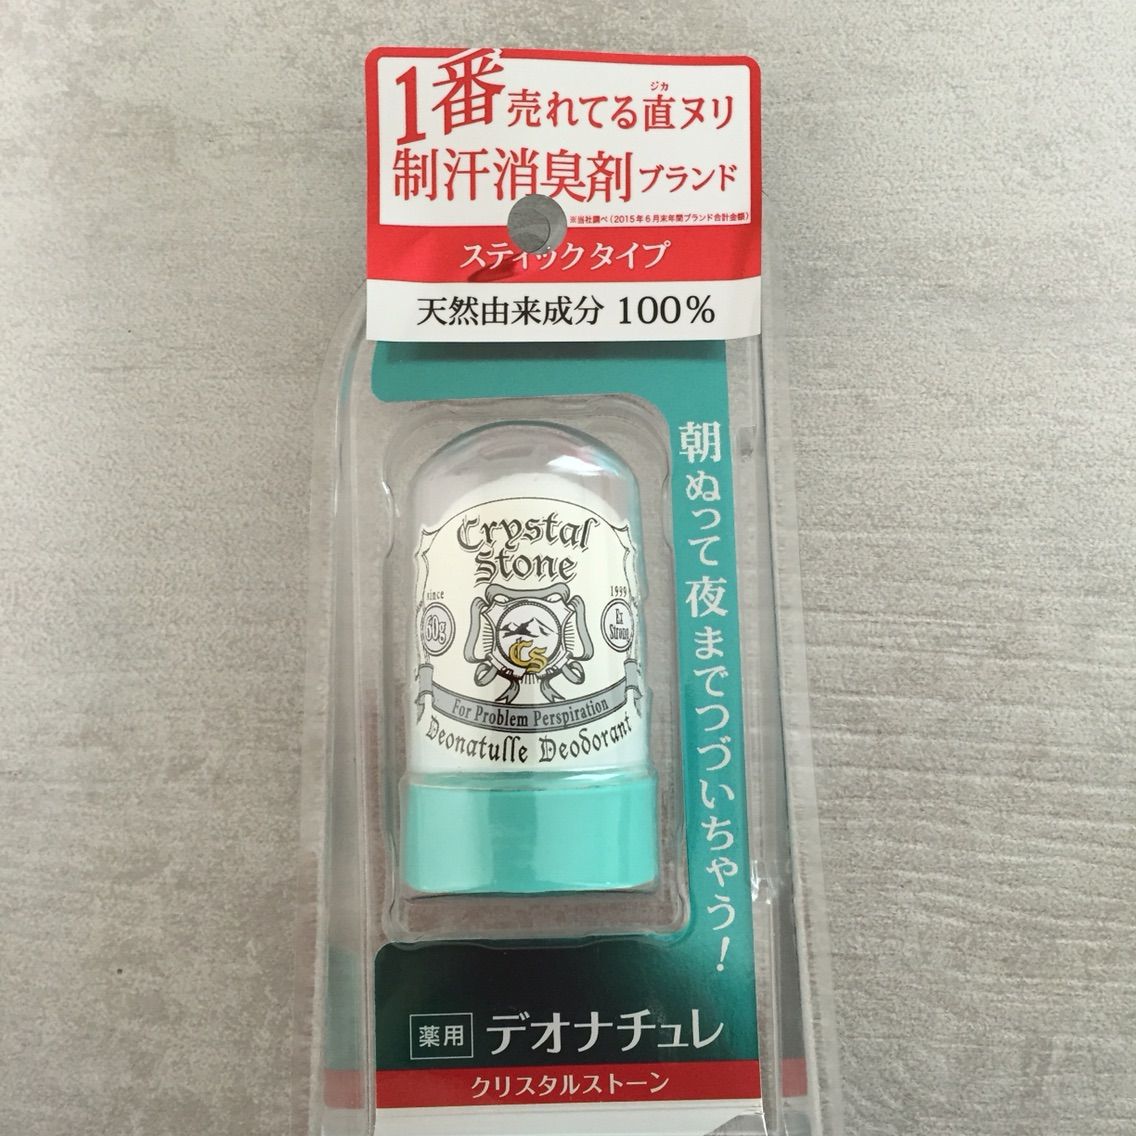 1番売れてる直ヌリ
ジカ
制汗消臭剤ブランド
※当社調べ(2015年6月末年間ブランド合計金額)
スティックタイプ
天然由来成分 100%
朝ぬって夜までつづいちゃう!
Crystal
Stone
since
1999
60g
Ex
Strong
CS
For Problem Perspiration
Deonatulle Deodorant
薬用 デオナチュレ
クリスタルストーン